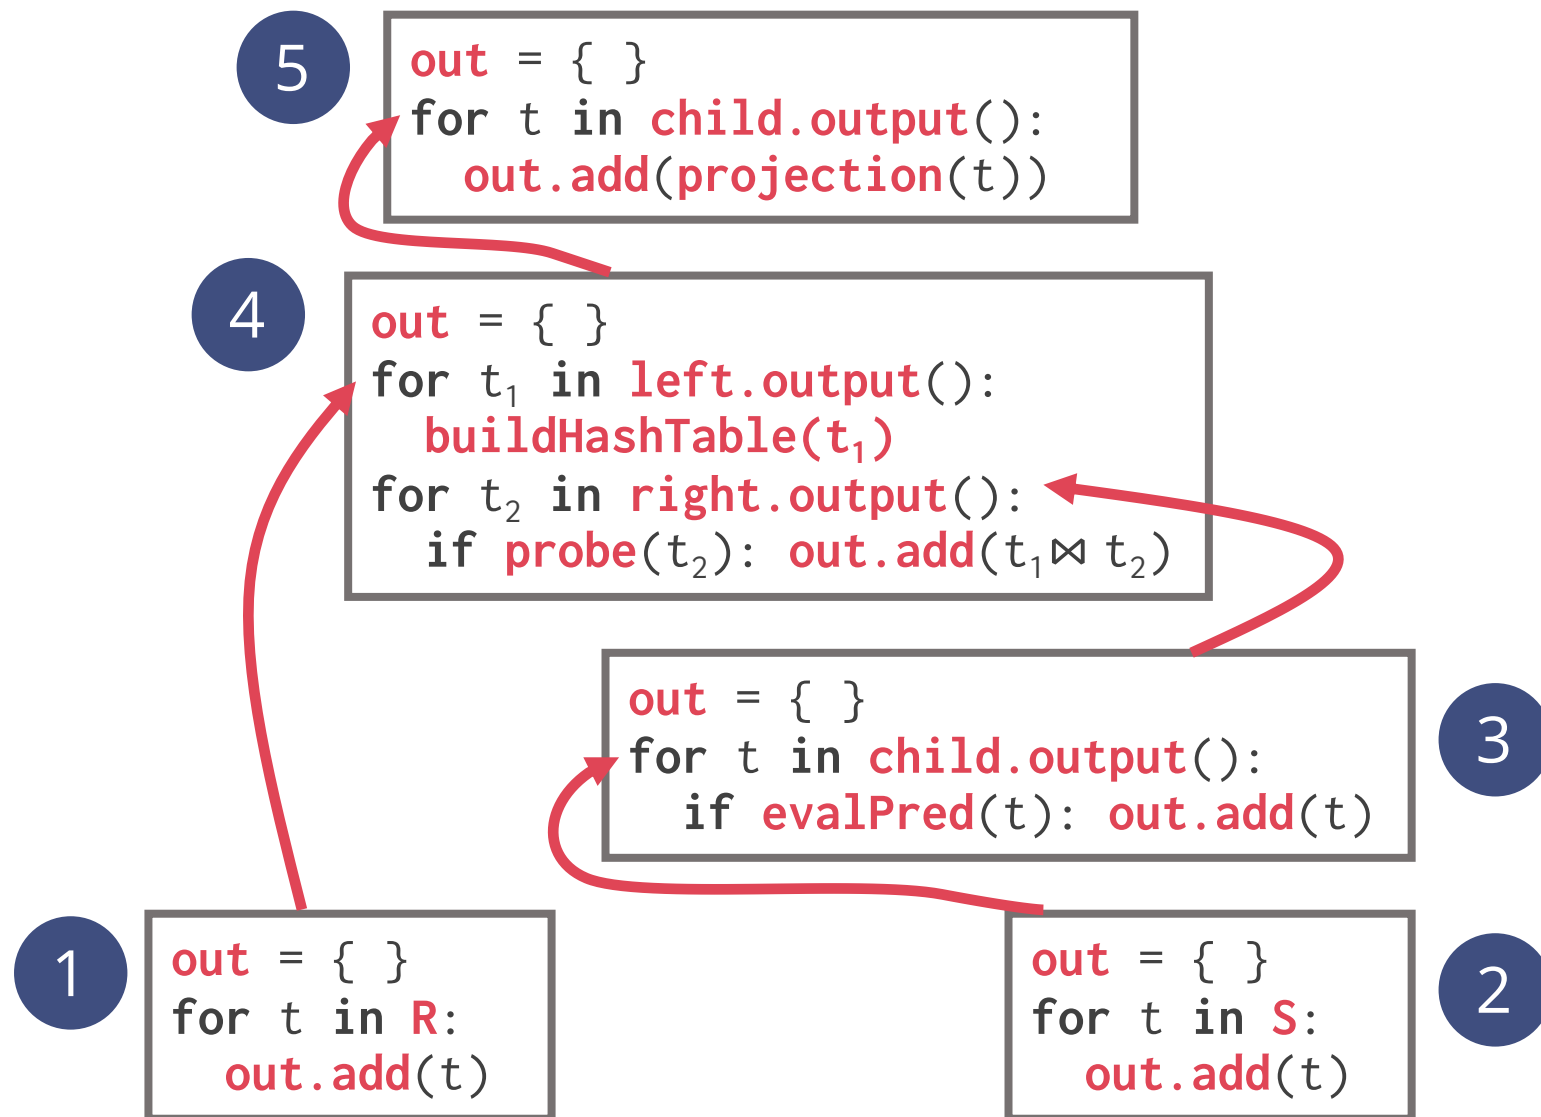 5
out = { }
for t in child.output():
  out.add(projection(t))
4
out = { }
for t₁ in left.output():
  buildHashTable(t₁)
for t₂ in right.output():
  if probe(t₂): out.add(t₁⋈ t₂)
3
out = { }
for t in child.output():
  if evalPred(t): out.add(t)
1
out = { }
for t in R:
  out.add(t)
2
out = { }
for t in S:
  out.add(t)